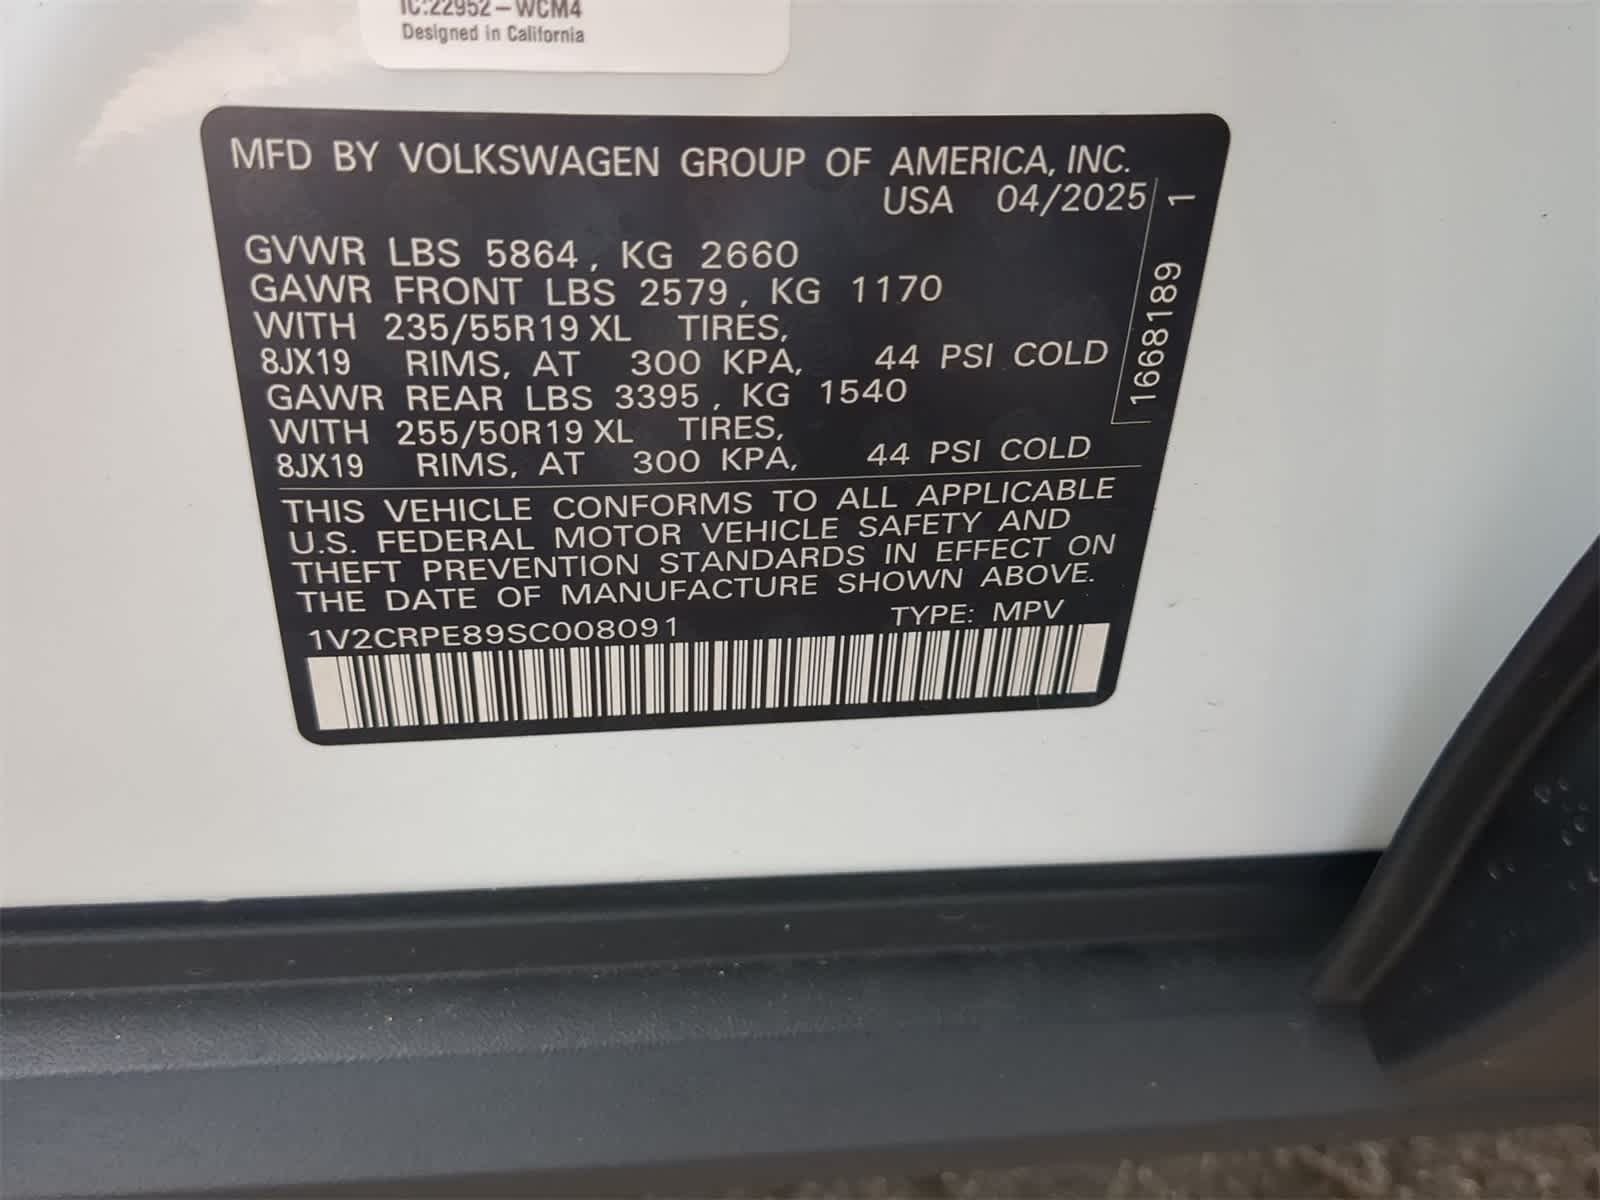 IC:22952-WCM4
Designed in California
MFD BY VOLKSWAGEN GROUP OF AMERICA, INC.
USA 04/2025
GVWR LBS 5864, KG 2660
GAWR FRONT LBS 2579, KG 1170
WITH 235/55R19 XL TIRES,
8JX19 RIMS, AT 300 KPA, 44 PSI COLD
GAWR REAR LBS 3395, KG 1540
WITH 255/50R19 XL TIRES,
8JX19 RIMS, AT 300 KPA, 44 PSI COLD
1668189 1
THIS VEHICLE CONFORMS TO ALL APPLICABLE
U.S. FEDERAL MOTOR VEHICLE SAFETY AND
THEFT PREVENTION STANDARDS IN EFFECT ON
THE DATE OF MANUFACTURE SHOWN ABOVE.
1V2CRPE89SC008091 TYPE: MPV